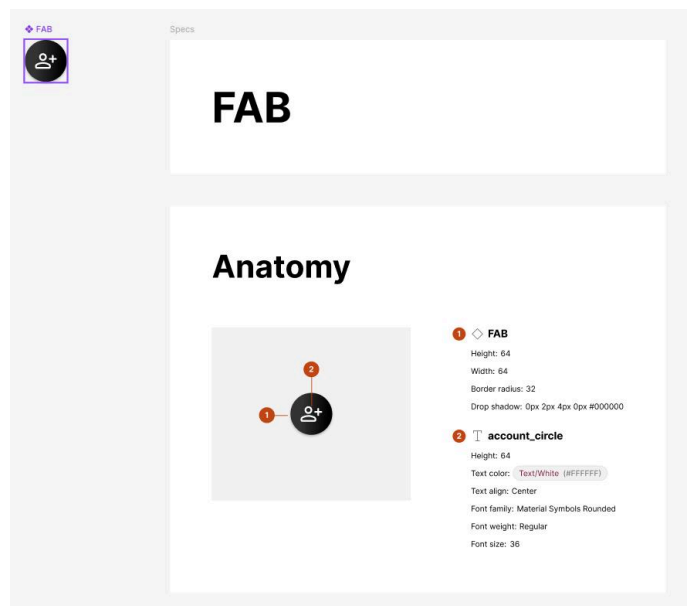 FAB
Specs
FAB
Anatomy
2
1
1 FAB
Height: 64
Width: 64
Border radius: 32
Drop shadow: 0px 2px 4px 0px #000000
2 T account_circle
Height: 64
Text color: Text/White (#FFFFFF)
Text align: Center
Font family: Material Symbols Rounded
Font weight: Regular
Font size: 36